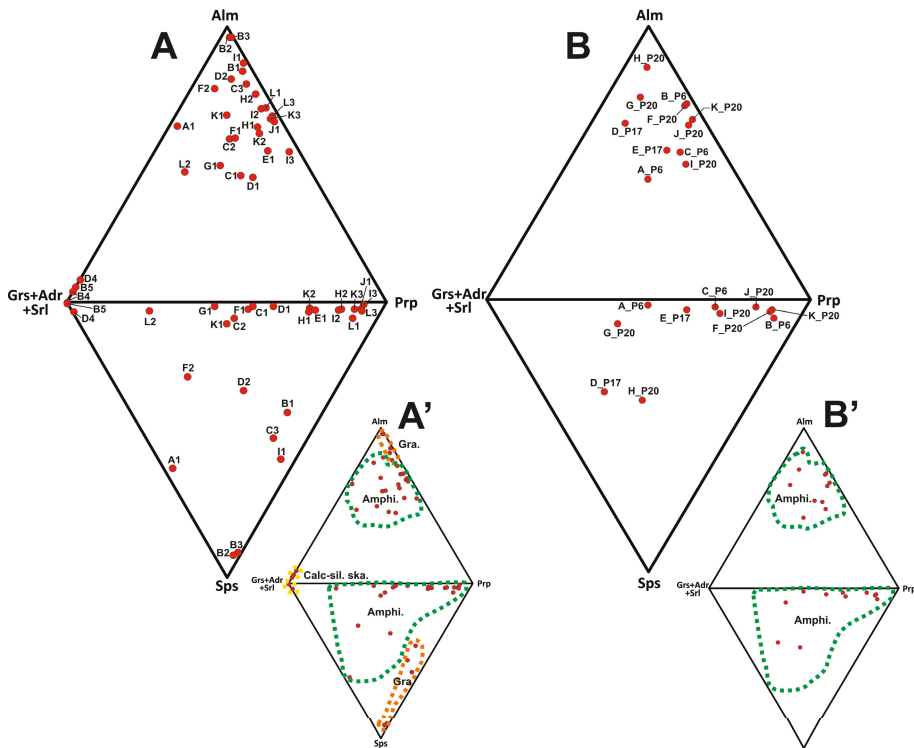 Alm
A
B2
B3
I1
B1
D2
C3
F2
H2
L1
L3
I2
K3
K1
H1
J1
A1
F1
C2
K2
E1
I3
G1
L2
C1
D1
D4
B5
Grs+Adr
+Srl
B4
B5
D4
Prp
J1
K2
H2
K3
I3
L2
G1
F1
C1
D1
H1
E1
I2
L3
K1
C2
L1
F2
D2
B1
C3
I1
A1
B2
B3
Sps
Alm
B
H_P20
G_P20
B_P6
F_P20
K_P20
D_P17
J_P20
E_P17
C_P6
I_P20
A_P6
Grs+Adr
+Srl
Prp
C_P6
J_P20
A_P6
E_P17
I_P20
K_P20
G_P20
F_P20
B_P6
D_P17
H_P20
A’
Alm
Gra.
Amphi.
Calc-sil. ska.
Grs+Adr
+Srl
Prp
Amphi.
Gra
Sps
B’
Alm
Amphi.
Grs+Adr
+Srl
Prp
Amphi.